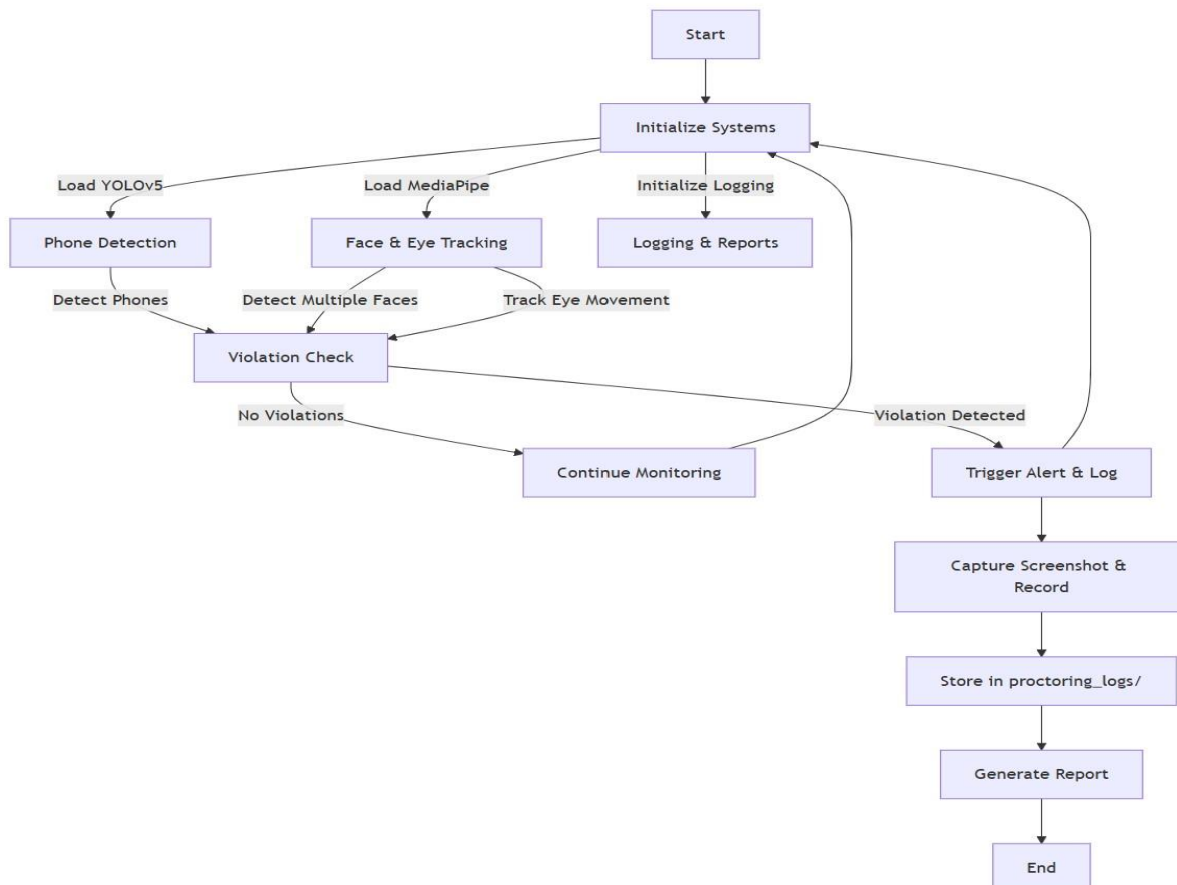 Start
Initialize Systems
Load YOLOv5
Load MediaPipe
Initialize Logging
Phone Detection
Face & Eye Tracking
Logging & Reports
Detect Phones
Detect Multiple Faces
Track Eye Movement
Violation Check
No Violations
Violation Detected
Continue Monitoring
Trigger Alert & Log
Capture Screenshot &
Record
Store in proctoring_logs/
Generate Report
End